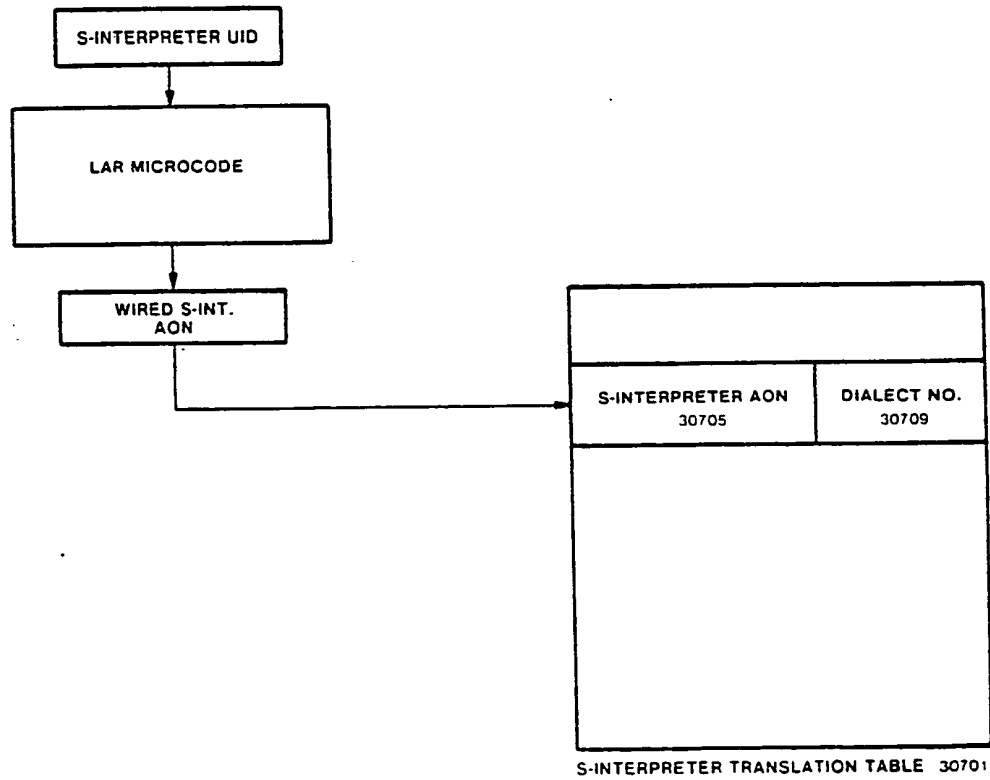 S-INTERPRETER UID
LAR MICROCODE
WIRED S-INT.
AON
S-INTERPRETER AON
30705
DIALECT NO.
30709
S-INTERPRETER TRANSLATION TABLE 30701